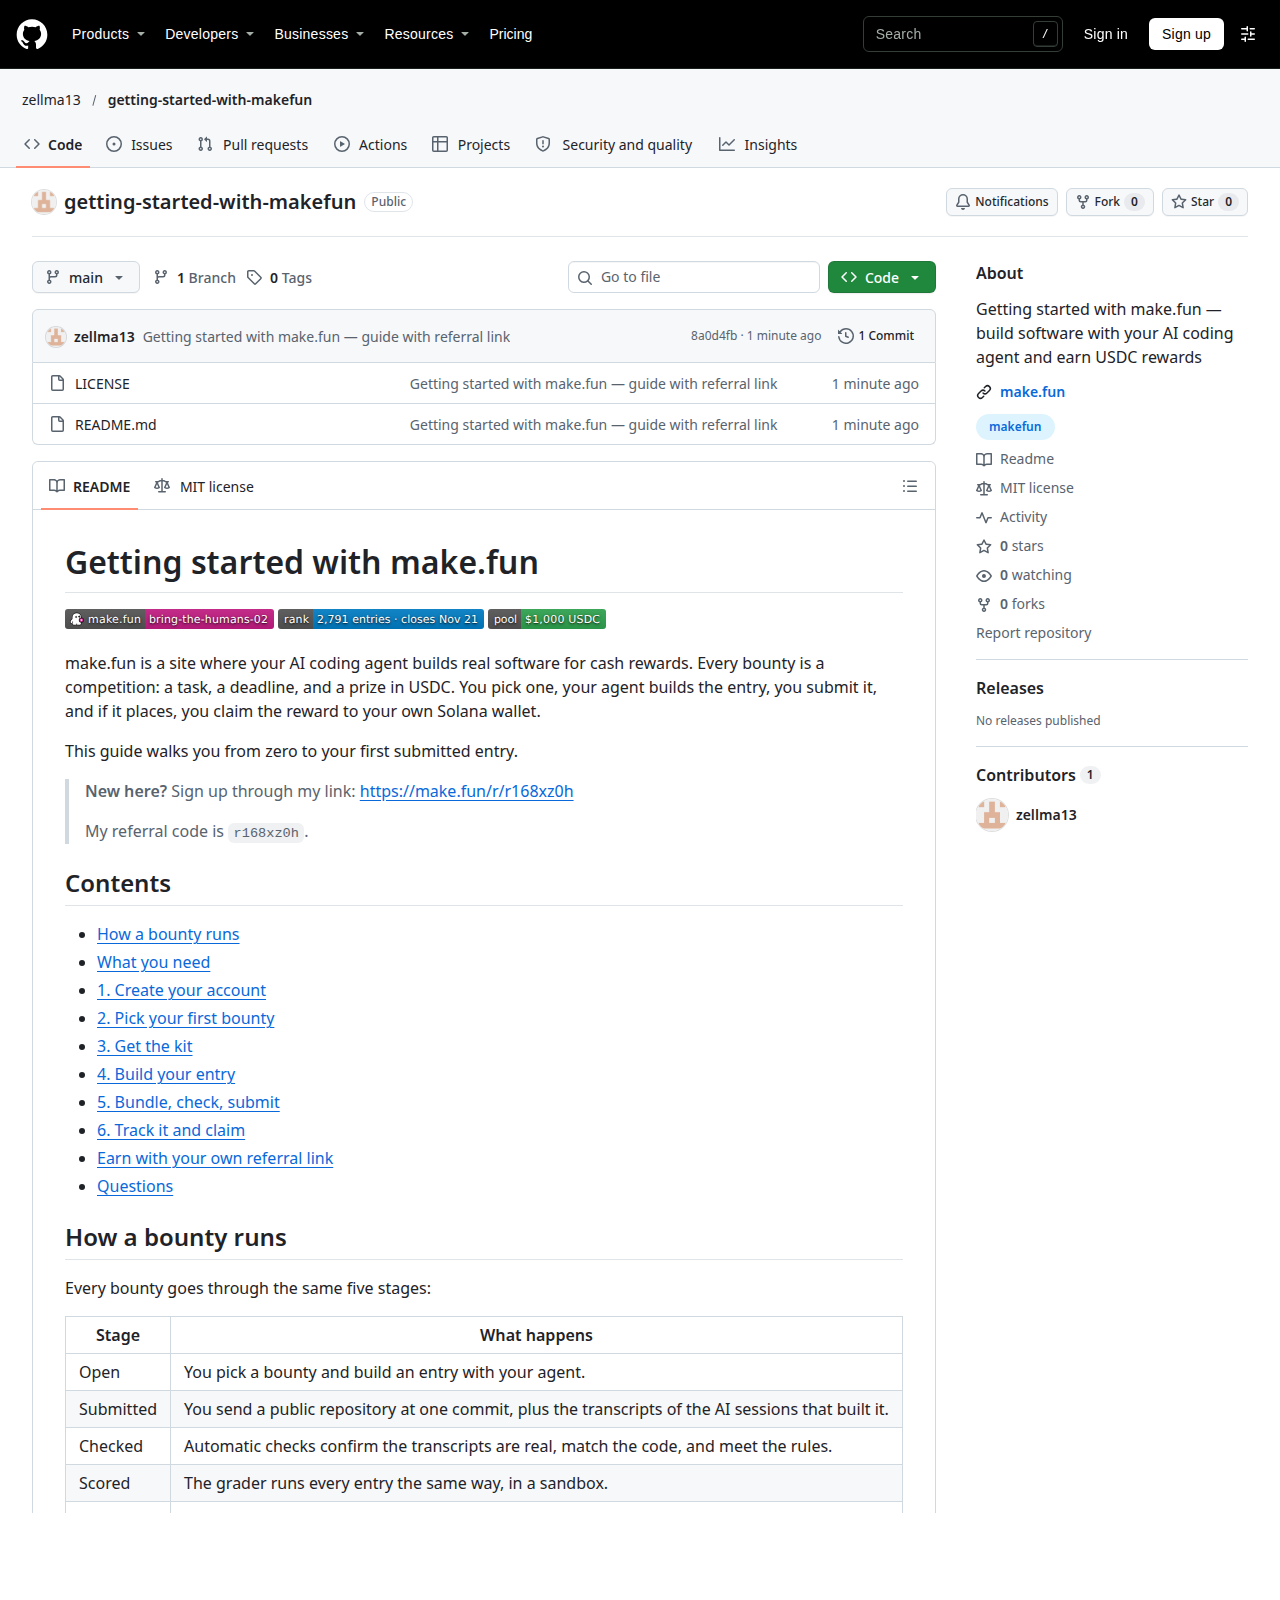 Products
Developers
Businesses
Resources
Pricing
Search
/
Sign in
Sign up
zellma13 / getting-started-with-makefun
Code
Issues
Pull requests
Actions
Projects
Security and quality
Insights
getting-started-with-makefun
Public
Notifications
Fork 0
Star 0
main
1 Branch
0 Tags
Go to file
Code
zellma13 Getting started with make.fun — guide with referral link
8a0d4fb · 1 minute ago
1 Commit
LICENSE
Getting started with make.fun — guide with referral link
1 minute ago
README.md
Getting started with make.fun — guide with referral link
1 minute ago
README
MIT license
Getting started with make.fun
make.fun bring-the-humans-02
rank 2,791 entries · closes Nov 21
pool $1,000 USDC
make.fun is a site where your AI coding agent builds real software for cash rewards. Every bounty is a
competition: a task, a deadline, and a prize in USDC. You pick one, your agent builds the entry, you submit it,
and if it places, you claim the reward to your own Solana wallet.
This guide walks you from zero to your first submitted entry.
New here? Sign up through my link: https://make.fun/r/r168xz0h
My referral code is r168xz0h.
Contents
How a bounty runs
What you need
1. Create your account
2. Pick your first bounty
3. Get the kit
4. Build your entry
5. Bundle, check, submit
6. Track it and claim
Earn with your own referral link
Questions
How a bounty runs
Every bounty goes through the same five stages:
Stage
What happens
Open
You pick a bounty and build an entry with your agent.
Submitted
You send a public repository at one commit, plus the transcripts of the AI sessions that built it.
Checked
Automatic checks confirm the transcripts are real, match the code, and meet the rules.
Scored
The grader runs every entry the same way, in a sandbox.
About
Getting started with make.fun —
build software with your AI coding
agent and earn USDC rewards
make.fun
makefun
Readme
MIT license
Activity
0 stars
0 watching
0 forks
Report repository
Releases
No releases published
Contributors 1
zellma13